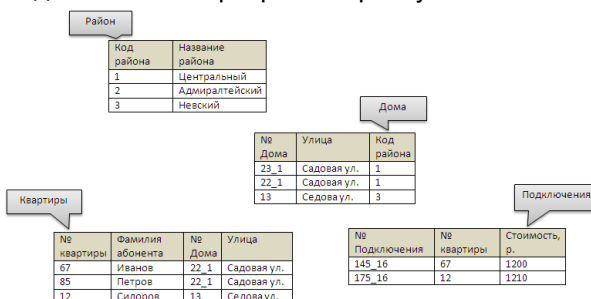 Район
Код района Название района
1 Центральный
2 Адмиралтейский
3 Невский
Дома
№ Дома Улица Код района
23_1 Садовая ул. 1
22_1 Садовая ул. 1
13 Седова ул. 3
Квартиры
№ квартиры Фамилия абонента № Дома Улица
67 Иванов 22_1 Садовая ул.
85 Петров 22_1 Садовая ул.
12 Сидоров 13 Седова ул.
Подключения
№ Подключения № квартиры Стоимость, р.
145_16 67 1200
175_16 12 1210